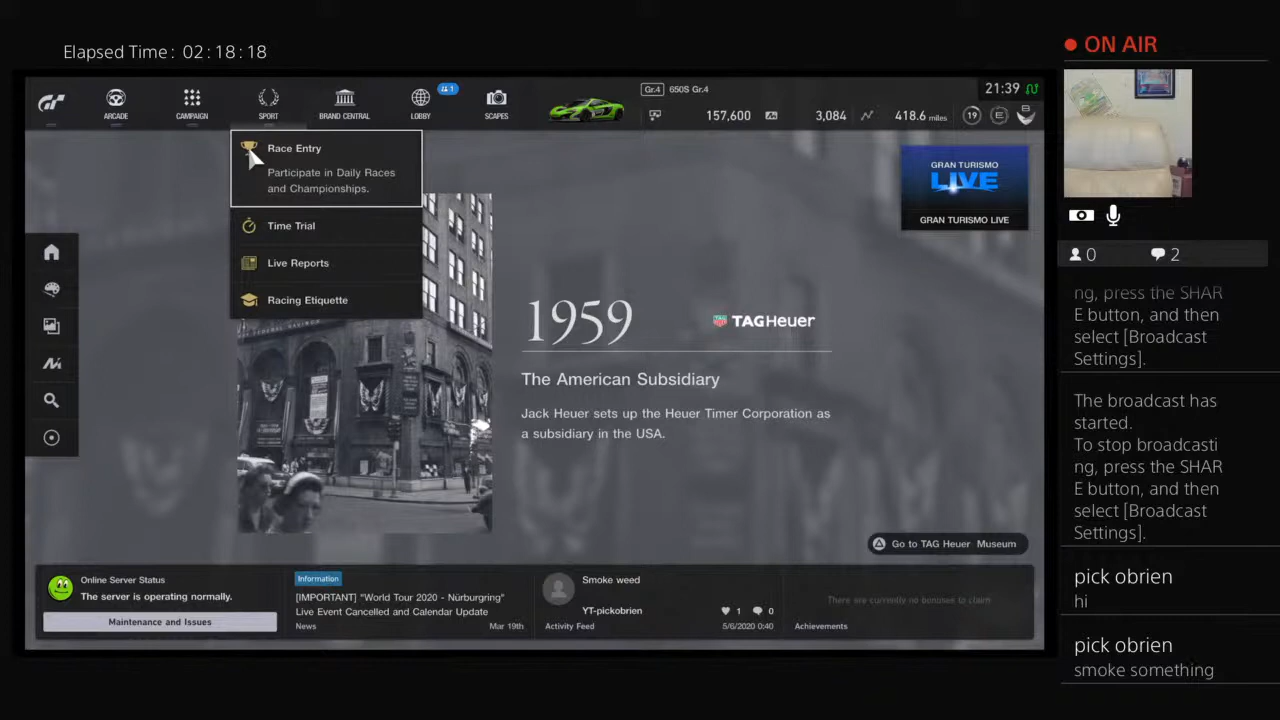 Elapsed Time: 02:18:18
ON AIR
GT
ARCADE
CAMPAIGN
SPORT
BRAND CENTRAL
LOBBY
1
SCAPES
Gr.4 650S Gr.4
157,600
3,084
418.6 miles
21:39
19
E
Race Entry
Participate in Daily Races
and Championships.
Time Trial
Live Reports
Racing Etiquette
GRAN TURISMO
LIVE
GRAN TURISMO LIVE
1959
TAGHeuer
The American Subsidiary
Jack Heuer sets up the Heuer Timer Corporation as
a subsidiary in the USA.
Go to TAG Heuer Museum
Online Server Status
The server is operating normally.
Maintenance and Issues
Information
[IMPORTANT] "World Tour 2020 - Nürburgring"
Live Event Cancelled and Calendar Update
News
Mar 19th
Smoke weed
YT-pickobrien
1
0
Activity Feed
5/6/2020 0:40
There are currently no bonuses to claim
Achievements
0
2
ng, press the SHAR
E button, and then
select [Broadcast
Settings].
The broadcast has
started.
To stop broadcasti
ng, press the SHAR
E button, and then
select [Broadcast
Settings].
pick obrien
hi
pick obrien
smoke something